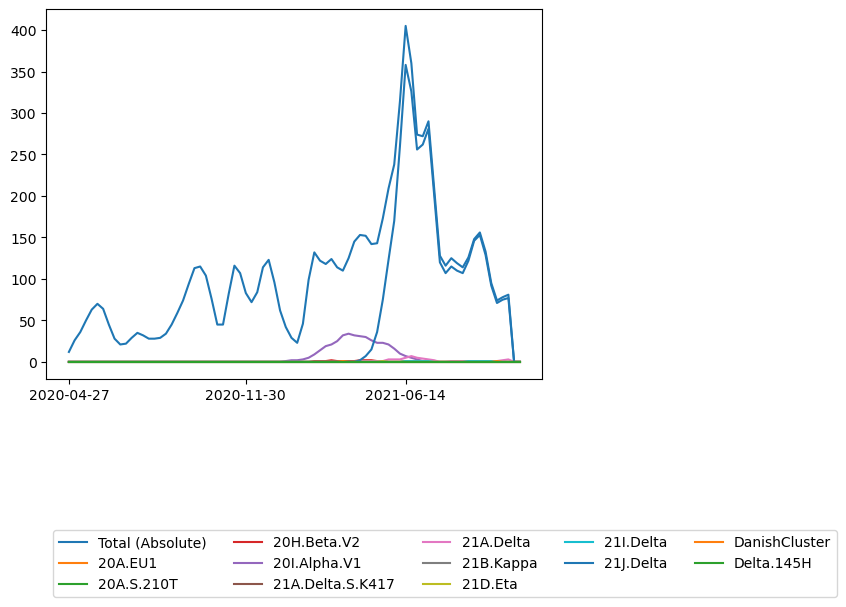 400
350
300
250
200
150
100
50
0
2020-04-27 2020-11-30 2021-06-14
Total (Absolute) 20H.Beta.V2 21A.Delta 21I.Delta DanishCluster
20A.EU1 20I.Alpha.V1 21B.Kappa 21J.Delta Delta.145H
20A.S.210T 21A.Delta.S.K417 21D.Eta